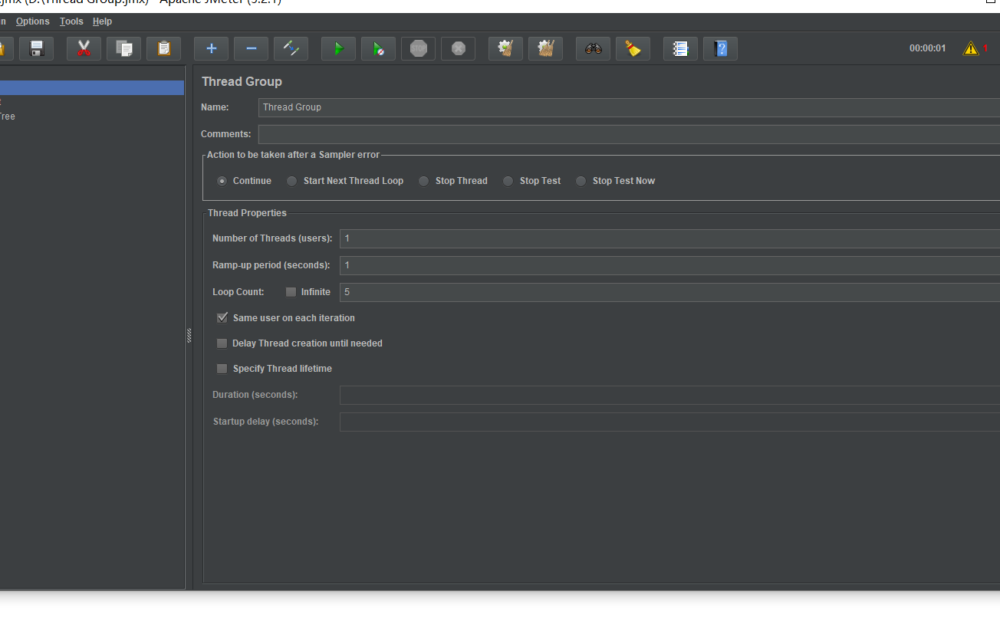 .jmx (D:\Thread Group.jmx) - Apache JMeter (5.2.1)
n Options Tools Help
STOP
00:00:01
1
Tree
t
Thread Group
Name: Thread Group
Comments:
Action to be taken after a Sampler error
Continue Start Next Thread Loop Stop Thread Stop Test Stop Test Now
Thread Properties
Number of Threads (users): 1
Ramp-up period (seconds): 1
Loop Count: Infinite 5
Same user on each iteration
Delay Thread creation until needed
Specify Thread lifetime
Duration (seconds):
Startup delay (seconds):